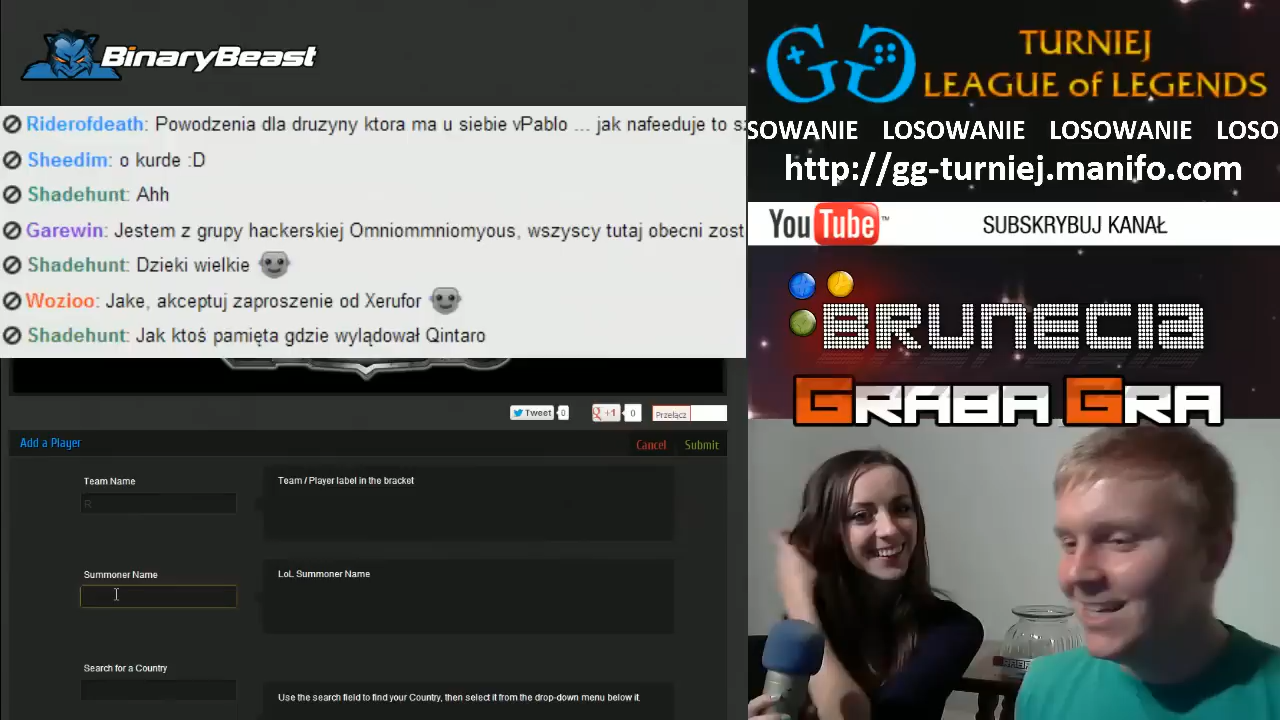 BinaryBeast
Riderofdeath: Powodzenia dla druzyny ktora ma u siebie vPablo ... jak nafeeduje to
Sheedim: o kurde :D
Shadehunt: Ahh
Garewin: Jestem z grupy hackerskiej Omniommniomyous, wszyscy tutaj obecni zost
Shadehunt: Dzieki wielkie
Wozioo: Jake, akceptuj zaproszenie od Xerufor
Shadehunt: Jak ktoś pamięta gdzie wylądował Qintaro
Tweet 0
g +1 0
Przełącz
Add a Player
Cancel Submit
Team Name
R
Team / Player label in the bracket
Summoner Name
LoL Summoner Name
Search for a Country
Use the search field to find your Country, then select it from the drop-down menu below it.
GG
TURNIEJ
LEAGUE of LEGENDS
SOWANIE LOSOWANIE LOSOWANIE LOSO
http://gg-turniej.manifo.com
YouTube™
SUBSKRYBUJ KANAŁ
BRUNECIA
GRABA GRA